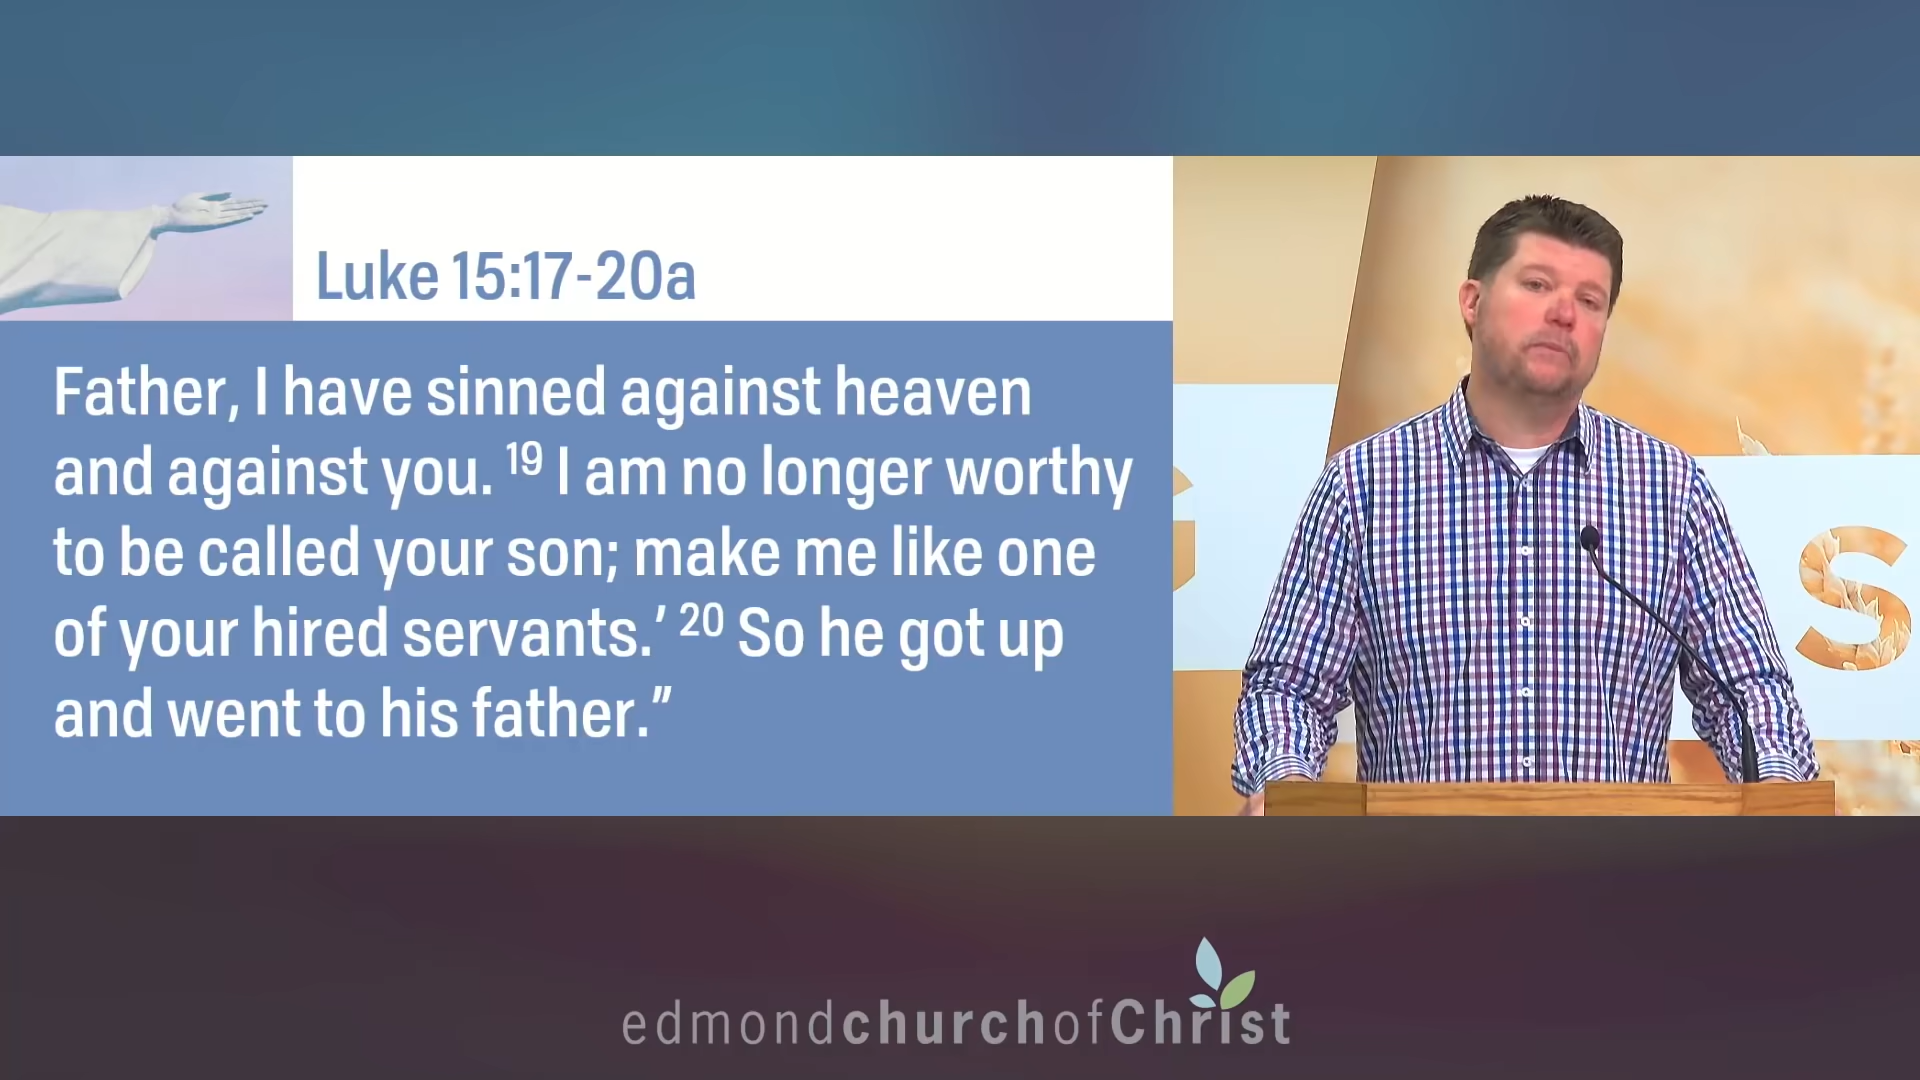 Luke 15:17-20a
Father, I have sinned against heaven
and against you. 19 I am no longer worthy
to be called your son; make me like one
of your hired servants.’ 20 So he got up
and went to his father.”
G
S
edmondchurchofChrist